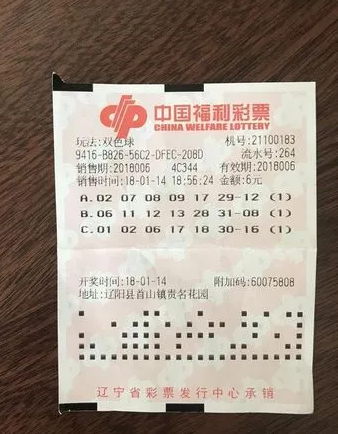 中国福利彩票
CHINA WELFARE LOTTERY
玩法:双色球 机号:21100183
9416-B826-56C2-DFEC-208D 流水号:264
销售期:2018006 4C344 有效期:2018006
销售时间:18-01-14 18:56:24 金额:6元
A.02 07 08 09 17 29-12 (1)
B.06 11 12 13 28 31-08 (1)
C.01 02 06 17 18 30-16 (1)
开奖时间:18-01-14 附加码:60075808
地址:辽阳县首山镇贵名花园
辽宁省彩票发行中心承销